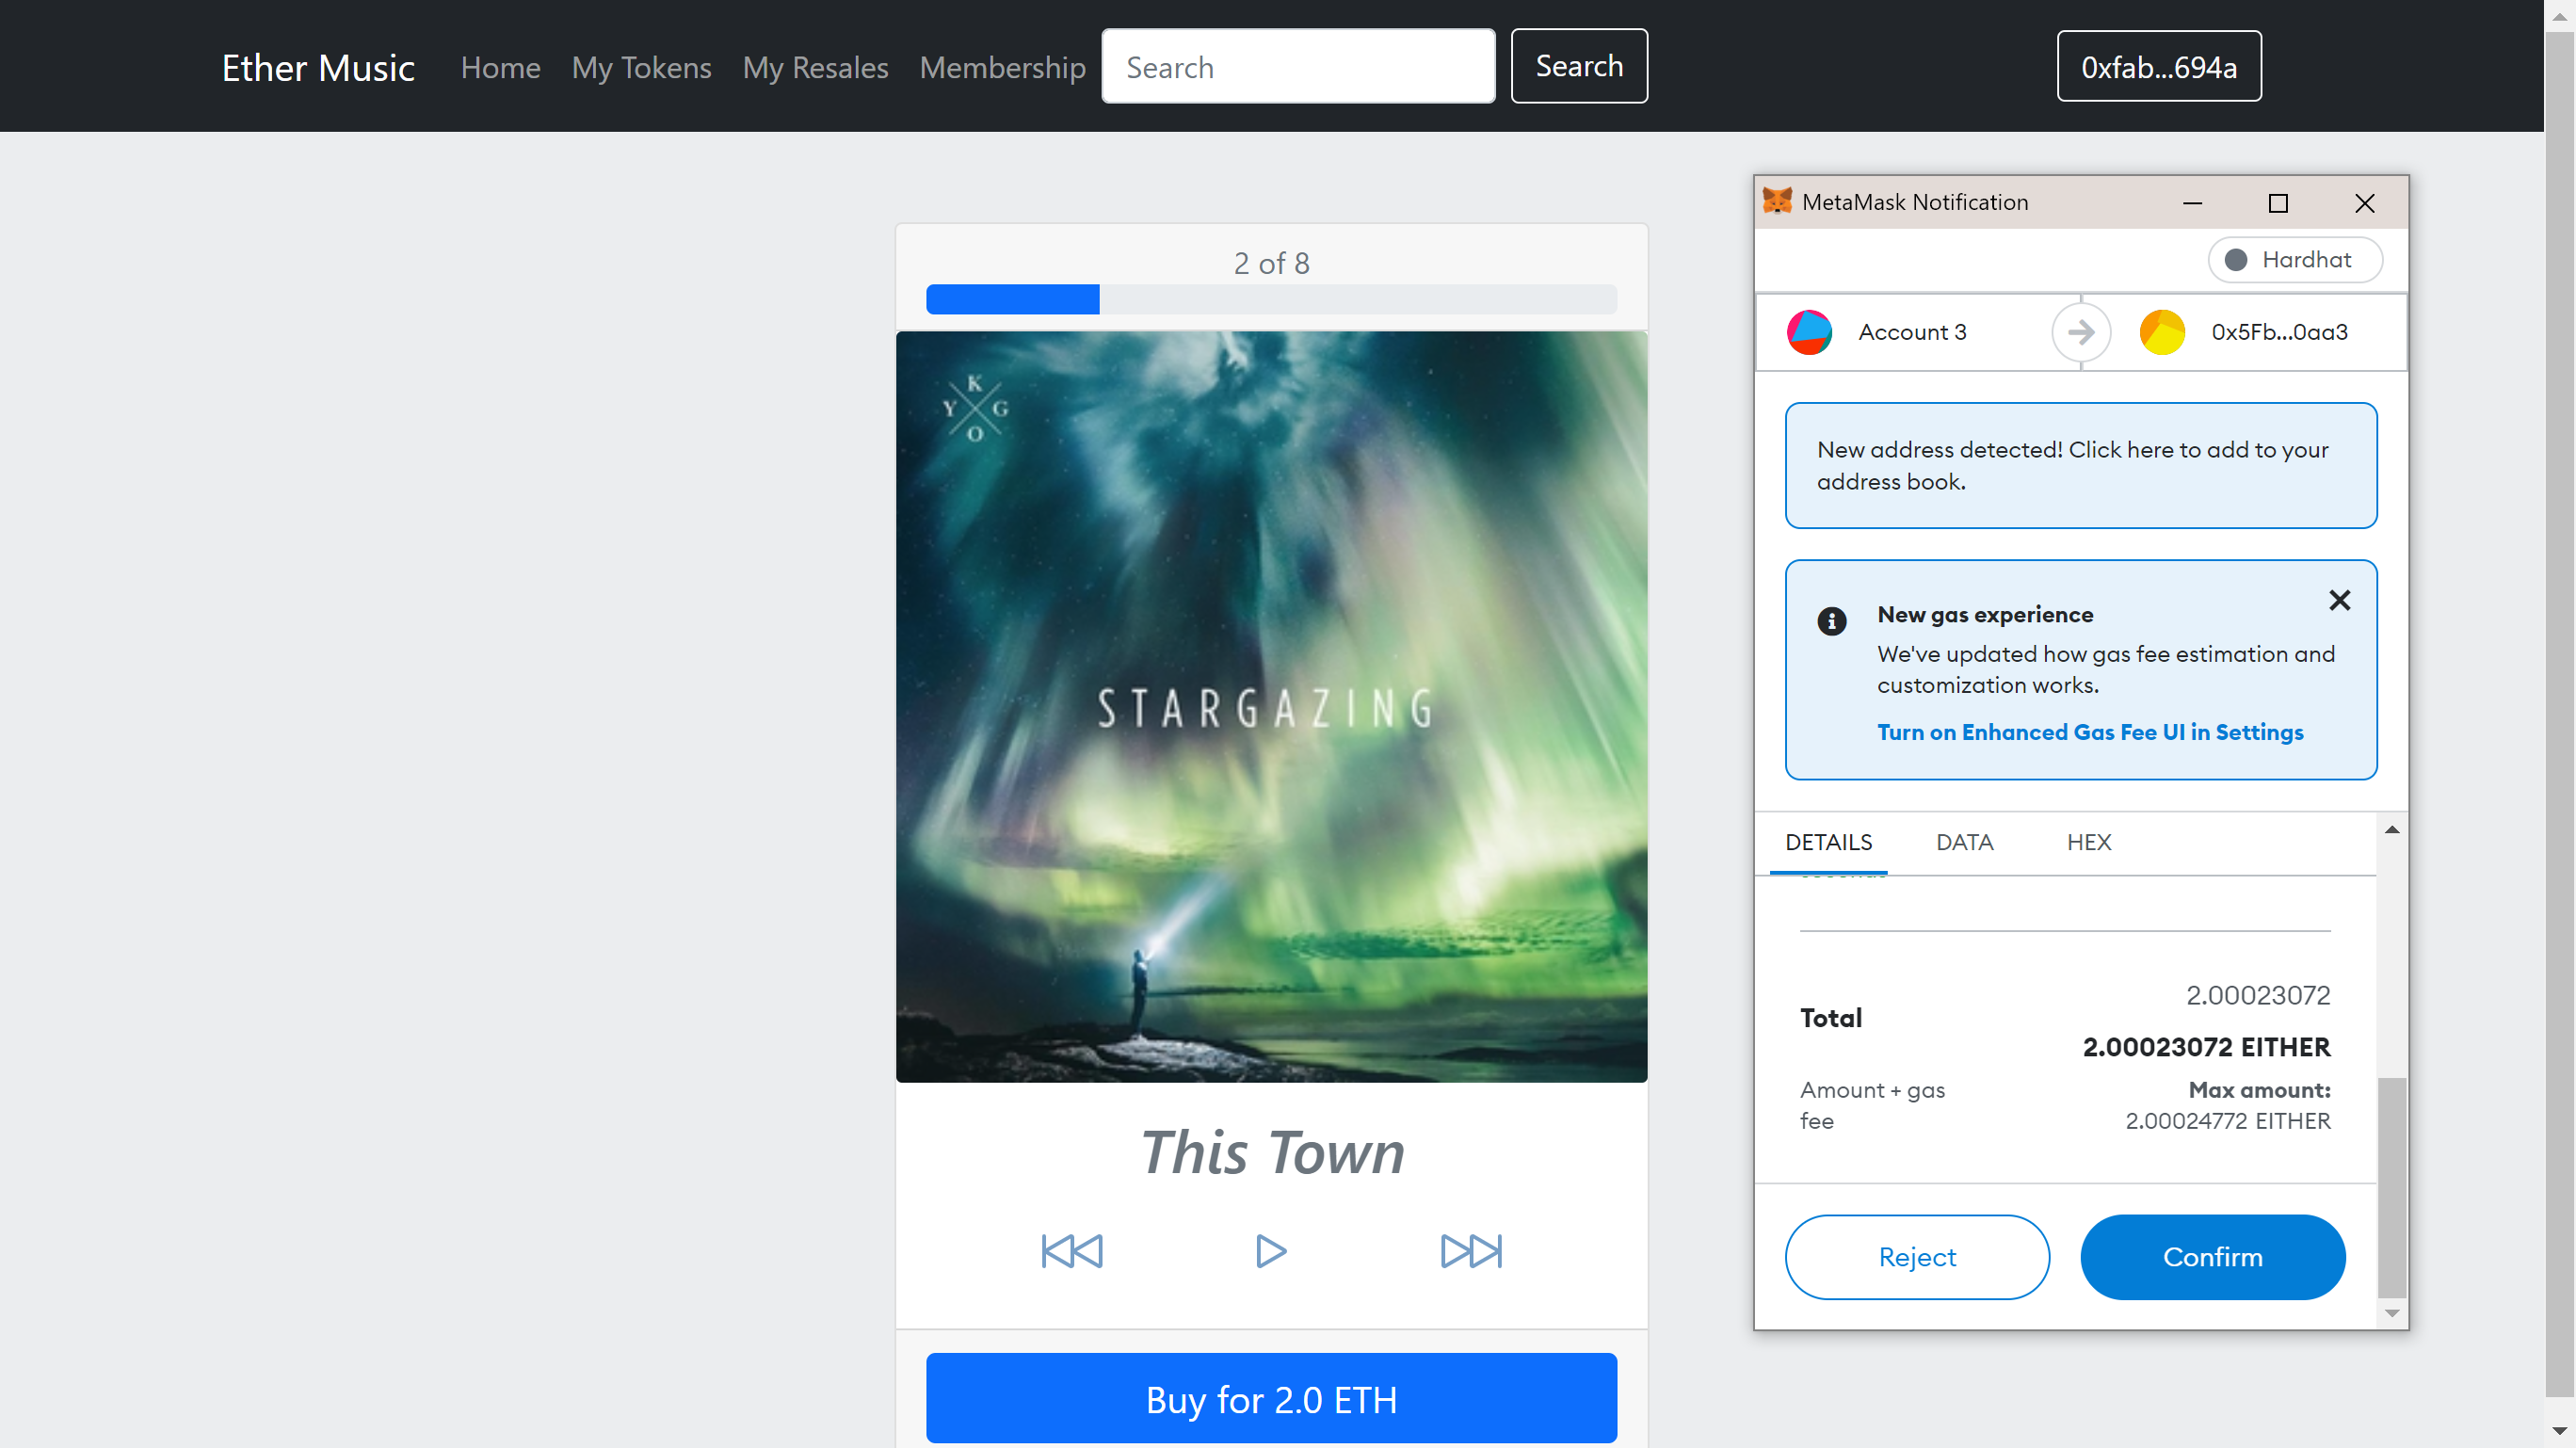 Ether Music Home My Tokens My Resales Membership Search Search 0xfab...694a
2 of 8
K
Y G
O
STARGAZING
This Town
Buy for 2.0 ETH
MetaMask Notification
Hardhat
Account 3 0x5Fb...0aa3
New address detected! Click here to add to your
address book.
New gas experience
We've updated how gas fee estimation and
customization works.
Turn on Enhanced Gas Fee UI in Settings
DETAILS DATA HEX
2.00023072
Total
2.00023072 EITHER
Amount + gas Max amount:
fee 2.00024772 EITHER
Reject Confirm